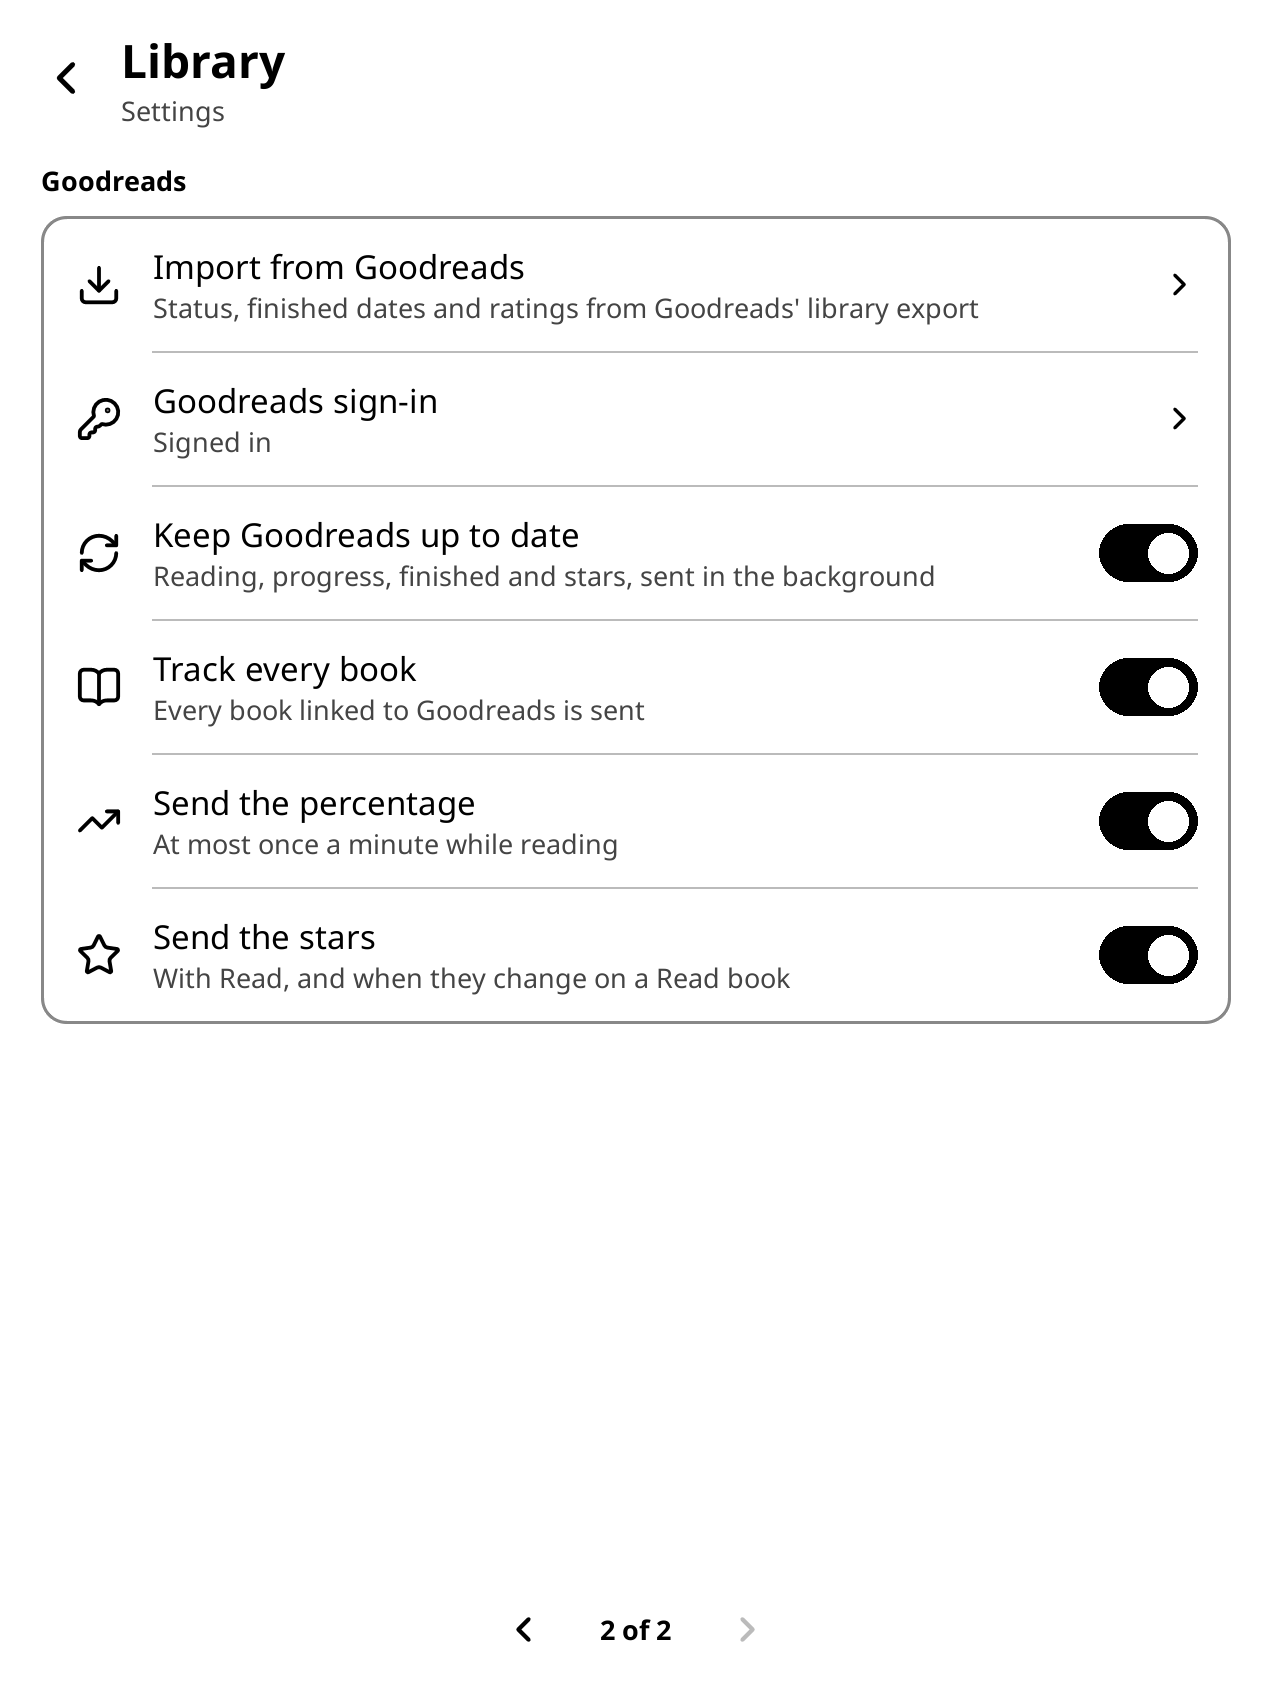 Library
Settings
Goodreads
Import from Goodreads
Status, finished dates and ratings from Goodreads' library export
Goodreads sign-in
Signed in
Keep Goodreads up to date
Reading, progress, finished and stars, sent in the background
Track every book
Every book linked to Goodreads is sent
Send the percentage
At most once a minute while reading
Send the stars
With Read, and when they change on a Read book
2 of 2